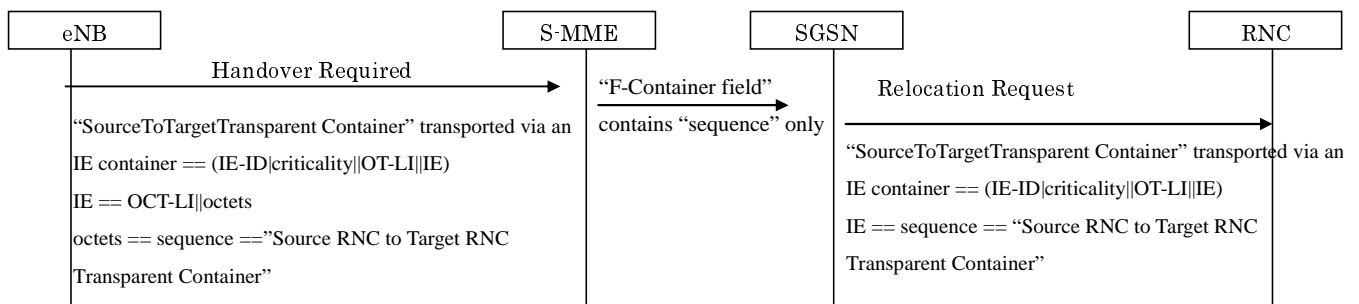 eNB
S-MME
SGSN
RNC
Handover Required
“SourceToTargetTransparent Container” transported via an
IE container == (IE-ID|criticality||OT-LI||IE)
IE == OCT-LI||octets
octets == sequence ==”Source RNC to Target RNC
Transparent Container”
“F-Container field”
contains “sequence” only
Relocation Request
“SourceToTargetTransparent Container” transported via an
IE container == (IE-ID|criticality||OT-LI||IE)
IE == sequence == “Source RNC to Target RNC
Transparent Container”